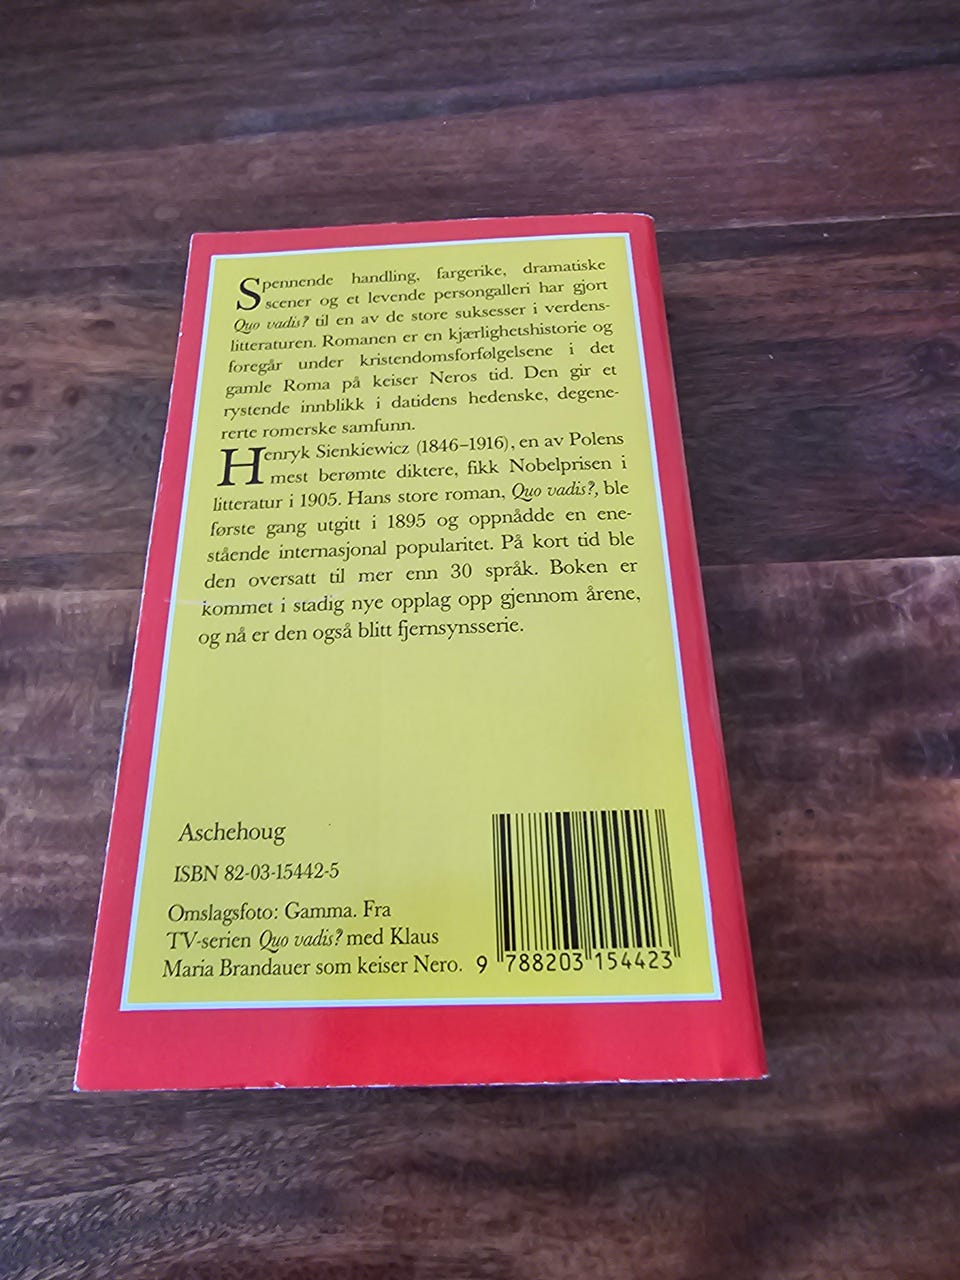 Spennende handling, fargerike, dramatiske
scener og et levende persongalleri har gjort
Quo vadis? til en av de store suksesser i verdens-
litteraturen. Romanen er en kjærlighetshistorie og
foregår under kristendomsforfølgelsene i det
gamle Roma på keiser Neros tid. Den gir et
rystende innblikk i datidens hedenske, degene-
rerte romerske samfunn.
Henryk Sienkiewicz (1846–1916), en av Polens
mest berømte diktere, fikk Nobelprisen i
litteratur i 1905. Hans store roman, Quo vadis?, ble
første gang utgitt i 1895 og oppnådde en ene-
stående internasjonal popularitet. På kort tid ble
den oversatt til mer enn 30 språk. Boken er
kommet i stadig nye opplag opp gjennom årene,
og nå er den også blitt fjernsynsserie.
Aschehoug
ISBN 82-03-15442-5
Omslagsfoto: Gamma. Fra
TV-serien Quo vadis? med Klaus
Maria Brandauer som keiser Nero.
9 788203 154423